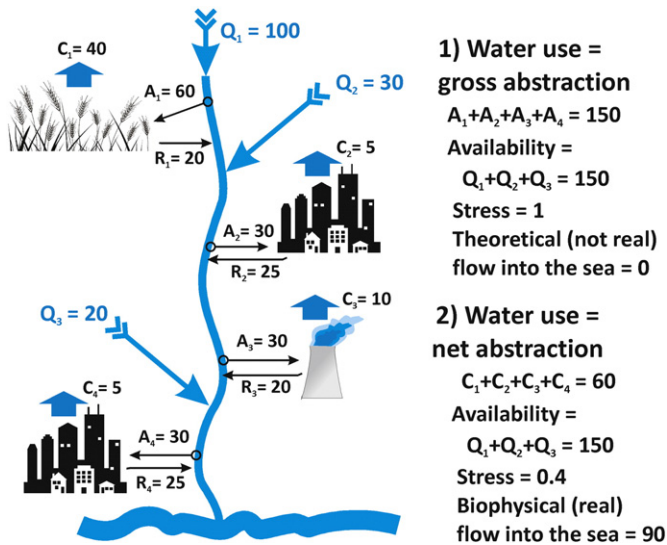 Q₁ = 100
C₁= 40
A₁= 60
Q₂ = 30
R₁= 20
C₂= 5
A₂= 30
R₂= 25
C₃= 10
Q₃ = 20
A₃= 30
R₃= 20
C₄= 5
A₄= 30
R₄= 25
1) Water use =
gross abstraction
A₁+A₂+A₃+A₄ = 150
Availability =
Q₁+Q₂+Q₃ = 150
Stress = 1
Theoretical (not real)
flow into the sea = 0
2) Water use =
net abstraction
C₁+C₂+C₃+C₄ = 60
Availability =
Q₁+Q₂+Q₃ = 150
Stress = 0.4
Biophysical (real)
flow into the sea = 90